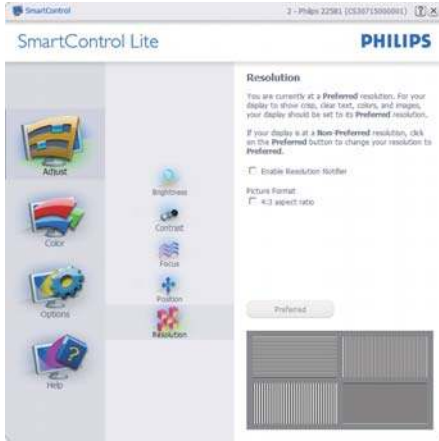 SmartControl
2 - Philips 225B1 (CS30715000001)
SmartControl Lite
PHILIPS
Adjust
Color
Options
Help
Brightness
Contrast
Focus
Position
Resolution
Resolution
You are currently at a Preferred resolution. For your
display to show crisp, clear text, colors, and images,
your display should be set to its Preferred resolution.
If your display is at a Non-Preferred resolution, click
on the Preferred button to change your resolution to
Preferred.
Enable Resolution Notifier
Picture Format
4:3 aspect ratio
Preferred